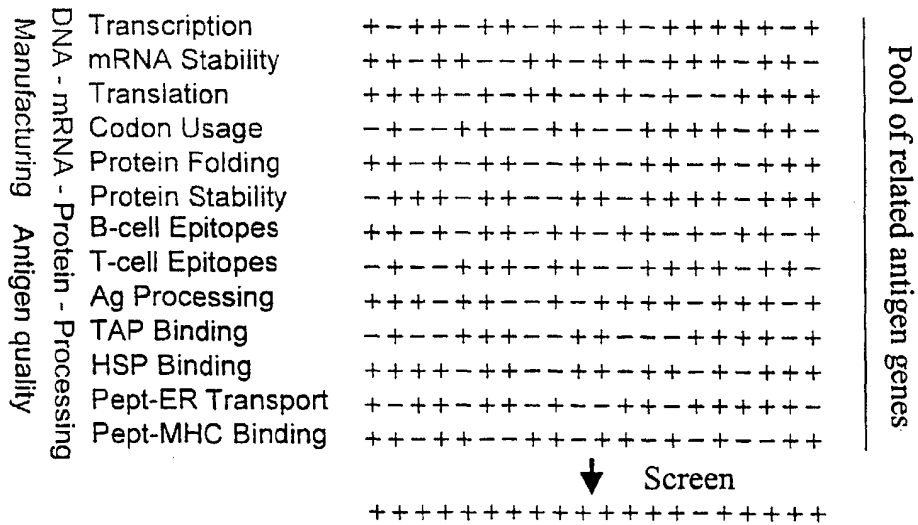 Transcription
mRNA Stability
Translation
Codon Usage
Protein Folding
Protein Stability
B-cell Epitopes
T-cell Epitopes
Ag Processing
TAP Binding
HSP Binding
Pept-ER Transport
Pept-MHC Binding
DNA - mRNA - Protein - Processing
Manufacturing Antigen quality
Pool of related antigen genes
Screen